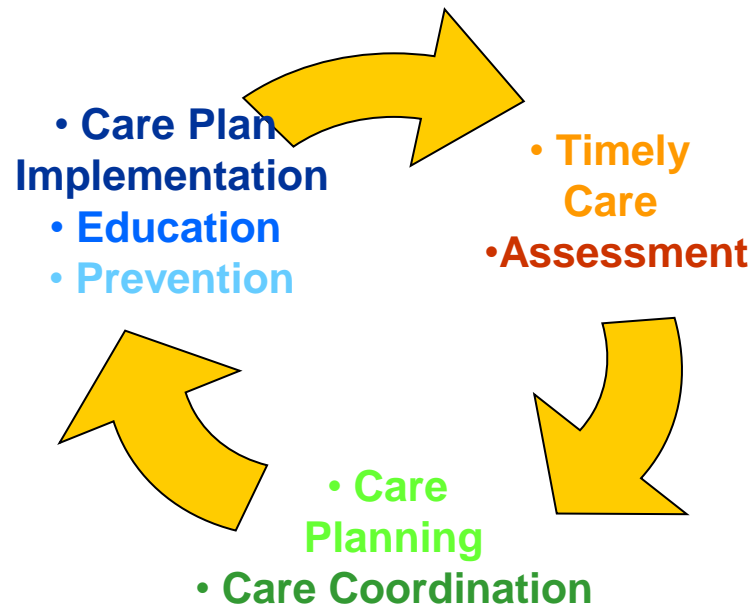 • Care Plan
Implementation
• Education
• Prevention
• Timely
Care
•Assessment
• Care
Planning
• Care Coordination